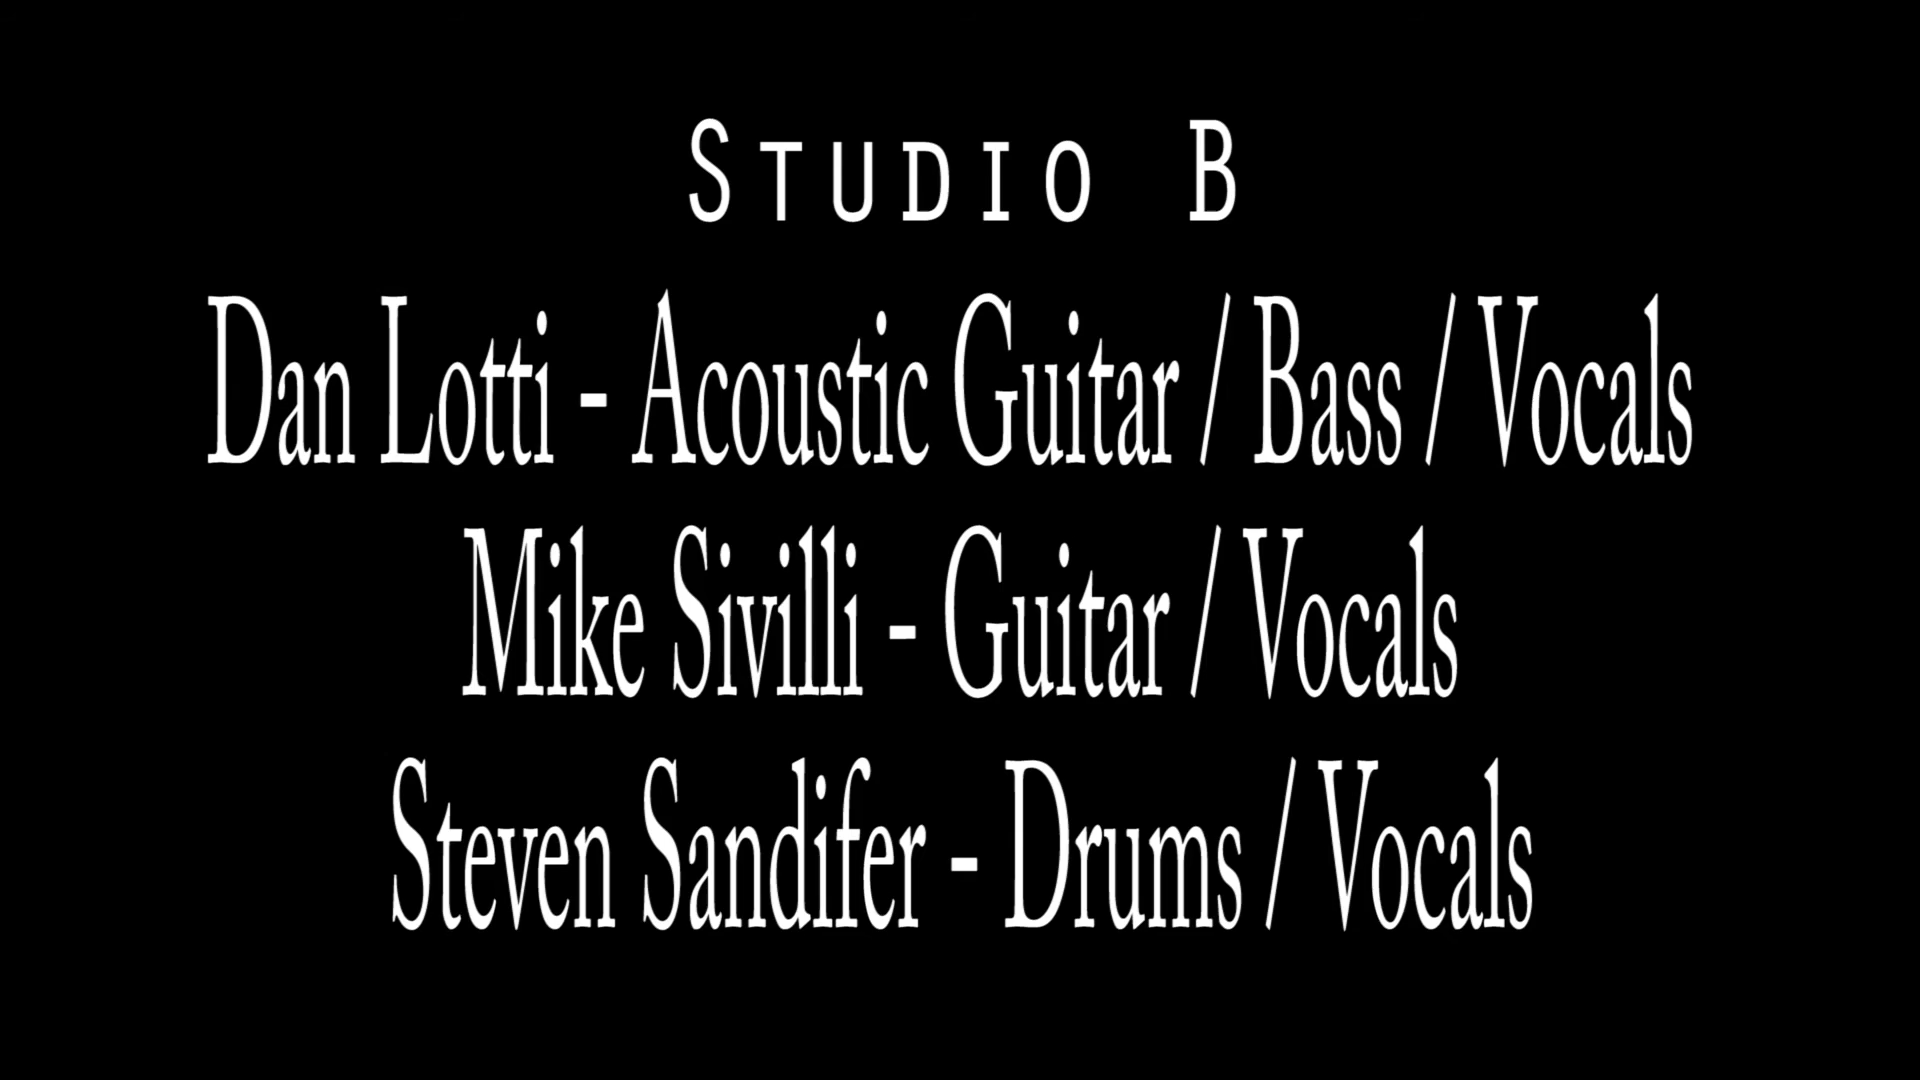 Studio B
Dan Lotti - Acoustic Guitar / Bass / Vocals
Mike Sivilli - Guitar / Vocals
Steven Sandifer - Drums / Vocals